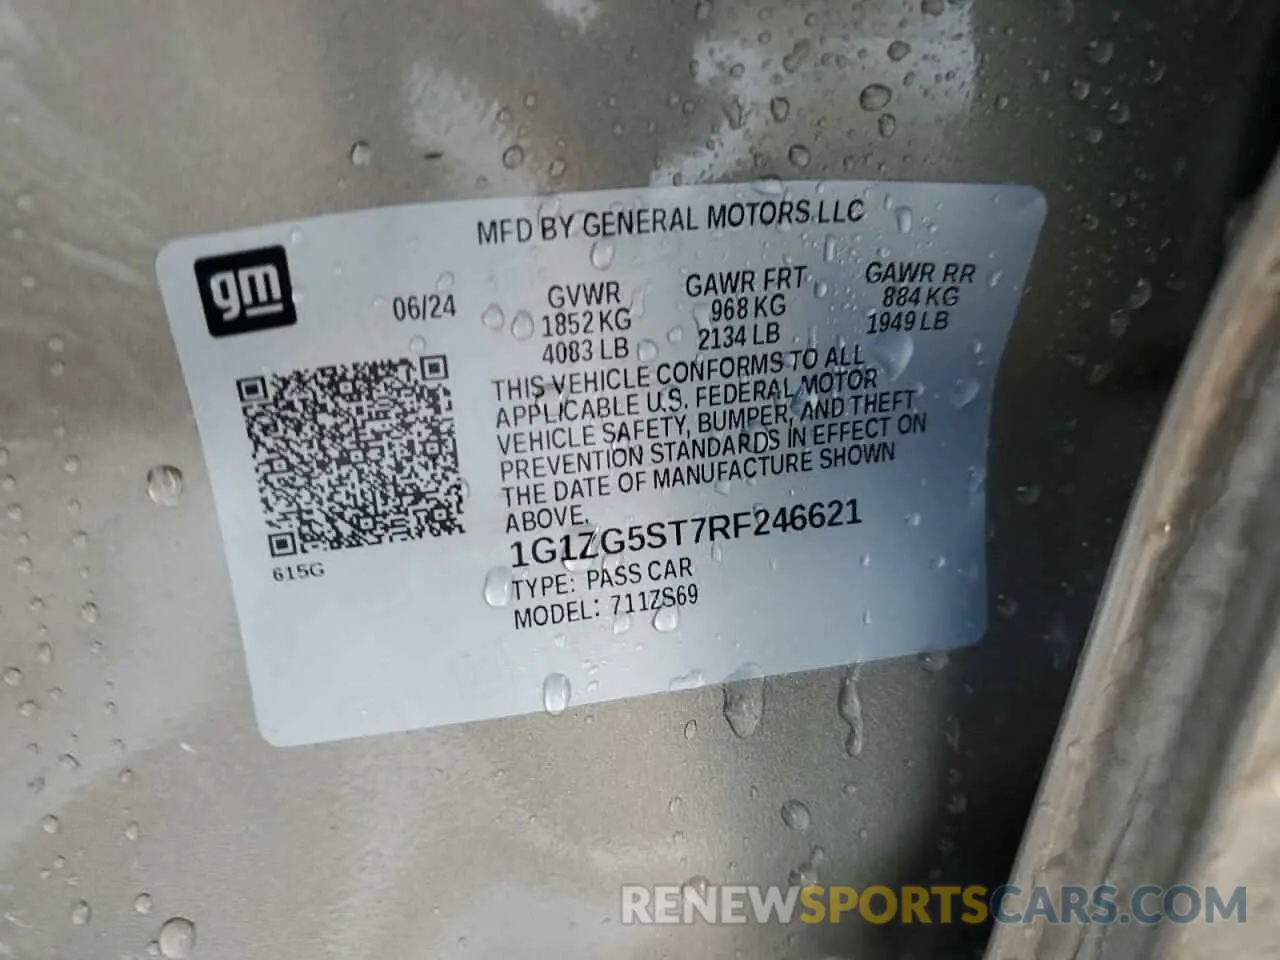 MFD BY GENERAL MOTORS LLC
gm
06/24
GVWR
1852 KG
4083 LB
GAWR FRT
968 KG
2134 LB
GAWR RR
884 KG
1949 LB
THIS VEHICLE CONFORMS TO ALL
APPLICABLE U.S. FEDERAL MOTOR
VEHICLE SAFETY, BUMPER, AND THEFT
PREVENTION STANDARDS IN EFFECT ON
THE DATE OF MANUFACTURE SHOWN
ABOVE.
1G1ZG5ST7RF246621
TYPE: PASS CAR
MODEL: 711ZS69
615G
RENEWSPORTSCARS.COM